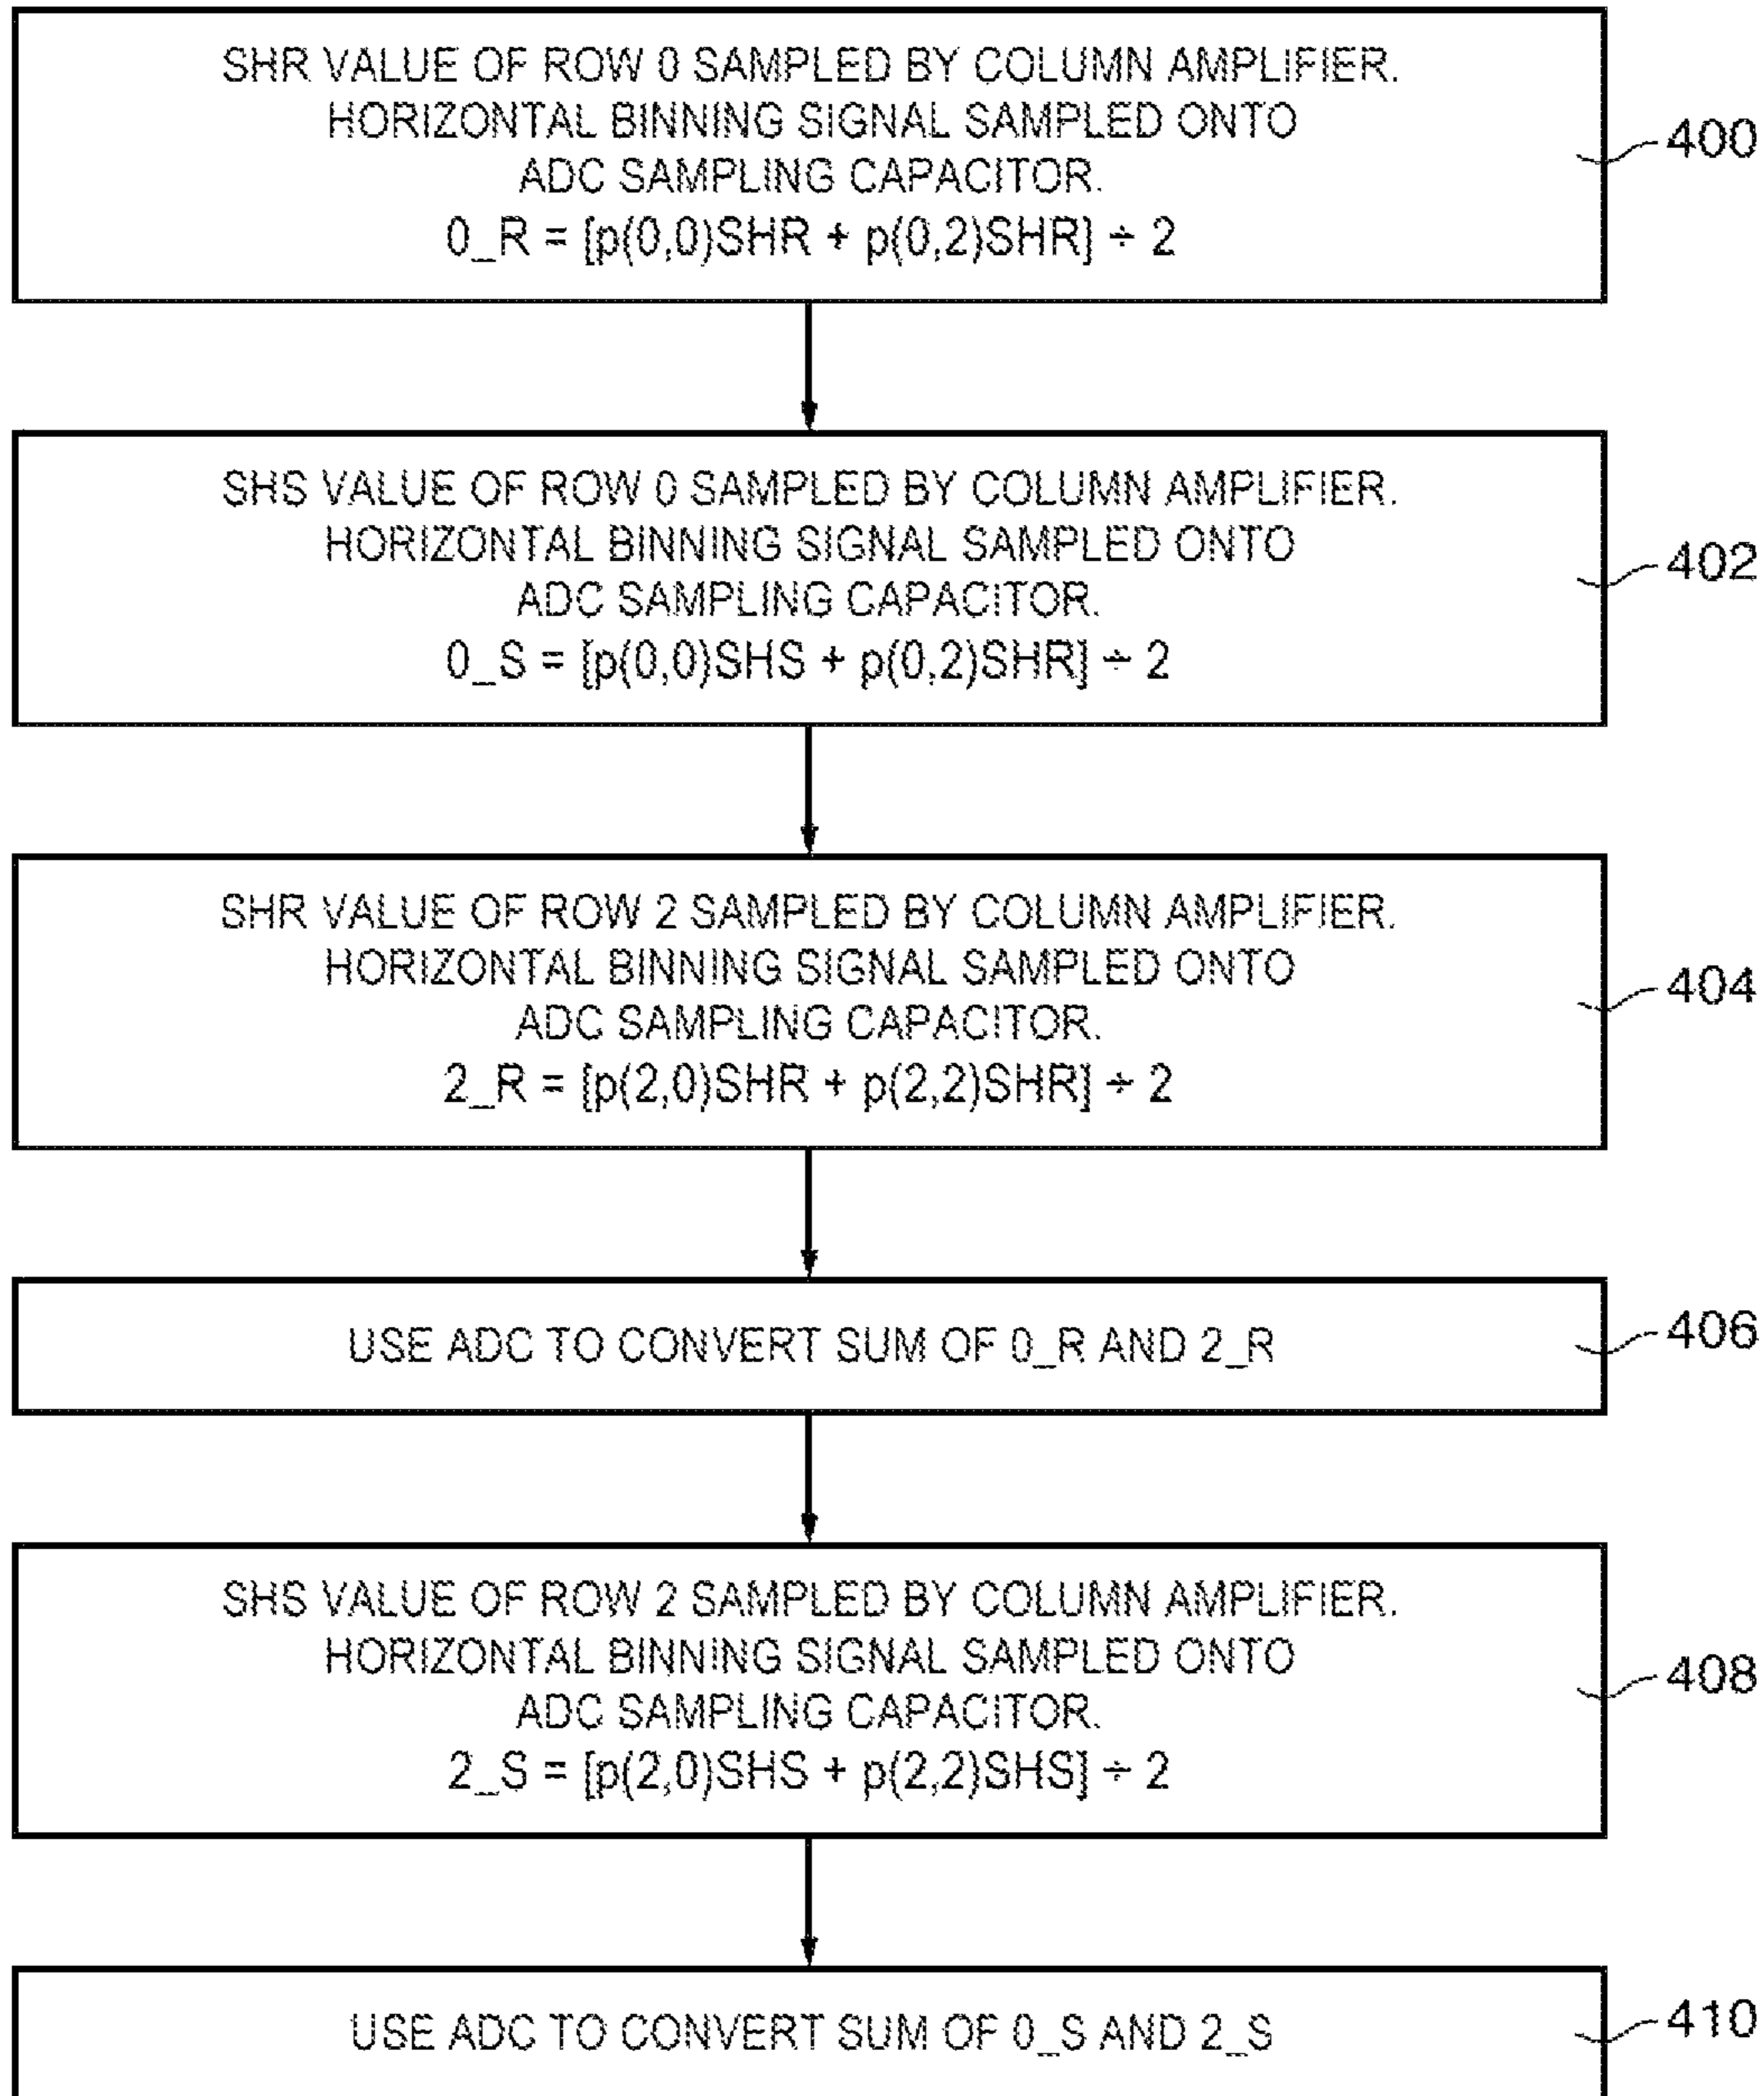 SHR VALUE OF ROW 0 SAMPLED BY COLUMN AMPLIFIER.
HORIZONTAL BINNING SIGNAL SAMPLED ONTO
ADC SAMPLING CAPACITOR.
0_R = [p(0,0)SHR + p(0,2)SHR] ÷ 2
400
SHS VALUE OF ROW 0 SAMPLED BY COLUMN AMPLIFIER.
HORIZONTAL BINNING SIGNAL SAMPLED ONTO
ADC SAMPLING CAPACITOR.
0_S = [p(0,0)SHS + p(0,2)SHR] ÷ 2
402
SHR VALUE OF ROW 2 SAMPLED BY COLUMN AMPLIFIER.
HORIZONTAL BINNING SIGNAL SAMPLED ONTO
ADC SAMPLING CAPACITOR.
2_R = [p(2,0)SHR + p(2,2)SHR] ÷ 2
404
USE ADC TO CONVERT SUM OF 0_R AND 2_R
406
SHS VALUE OF ROW 2 SAMPLED BY COLUMN AMPLIFIER.
HORIZONTAL BINNING SIGNAL SAMPLED ONTO
ADC SAMPLING CAPACITOR.
2_S = [p(2,0)SHS + p(2,2)SHS] ÷ 2
408
USE ADC TO CONVERT SUM OF 0_S AND 2_S
410